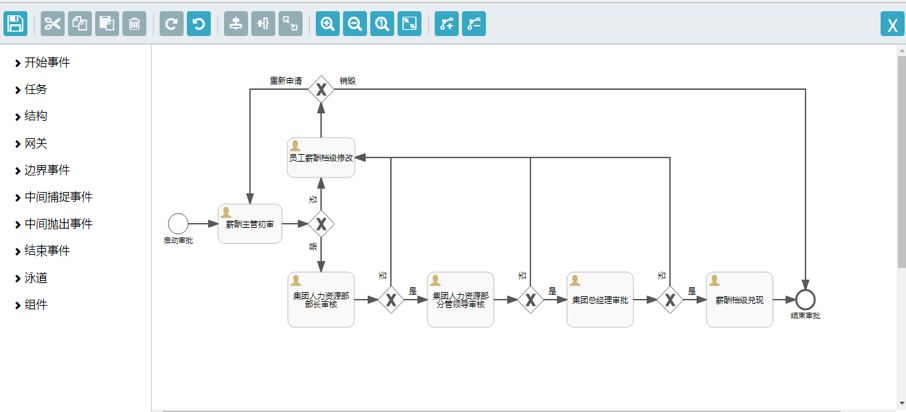 X
开始事件
任务
结构
网关
边界事件
中间捕捉事件
中间抛出事件
结束事件
泳道
组件
重新申请
销毁
员工薪酬档级修改
否
薪酬主管初审
启动审批
是
集团人力资源部
部长审核
否
是
集团人力资源部
分管领导审核
否
是
集团总经理审批
否
是
薪酬档级兑现
结束审批